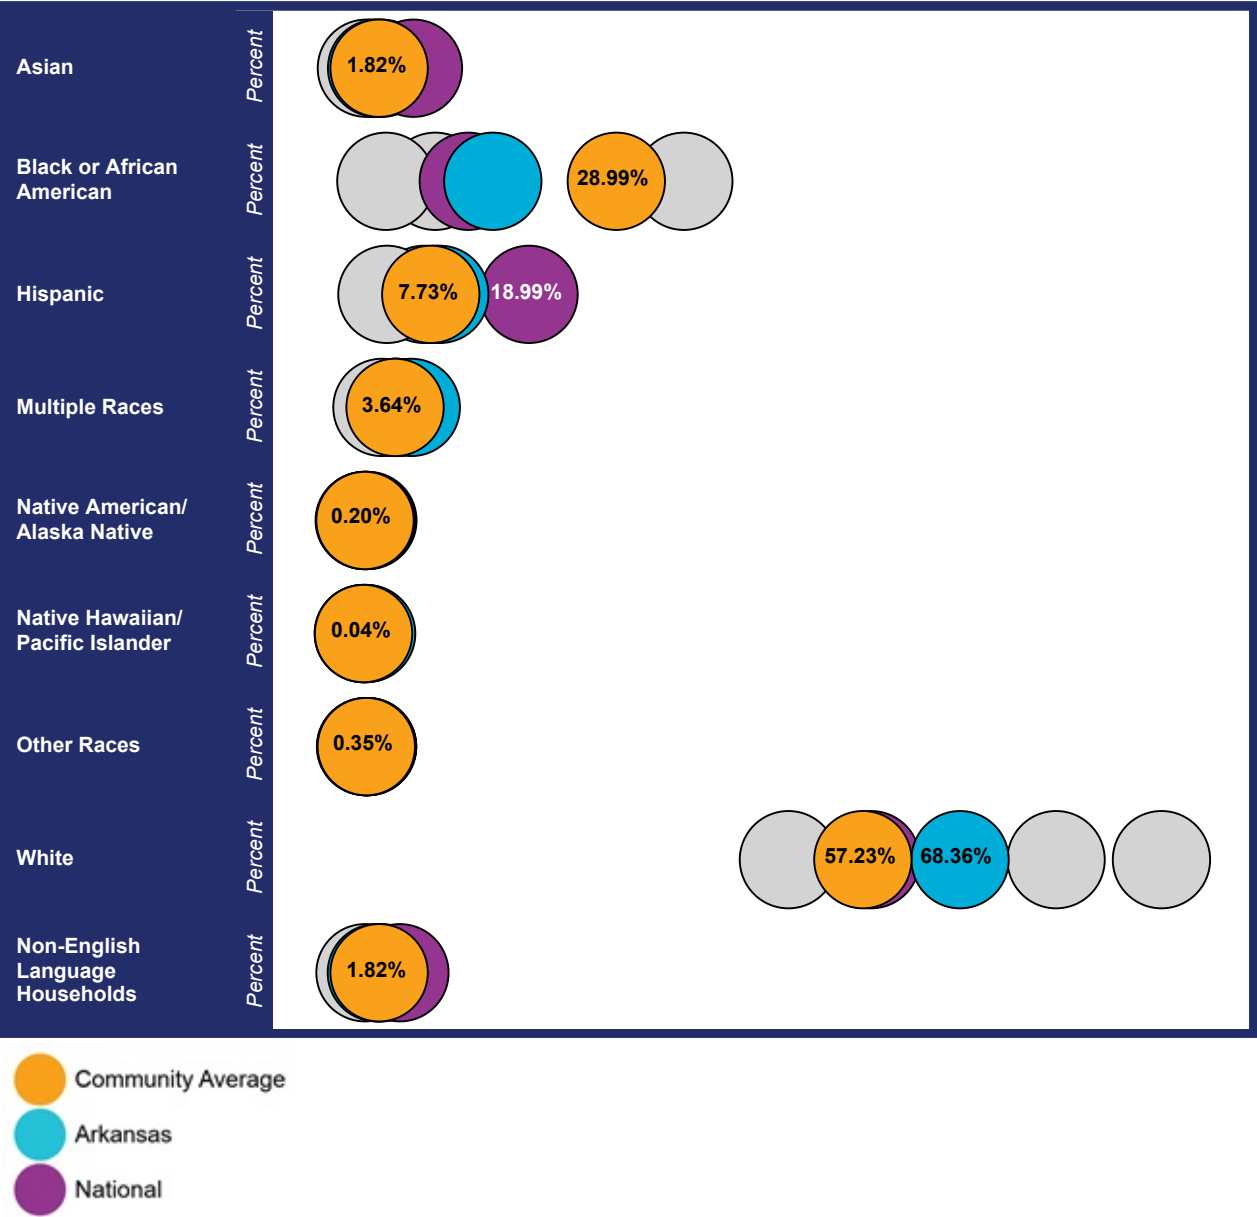 Asian
Percent
1.82%
Black or African
American
Percent
28.99%
Hispanic
Percent
7.73%
18.99%
Multiple Races
Percent
3.64%
Native American/
Alaska Native
Percent
0.20%
Native Hawaiian/
Pacific Islander
Percent
0.04%
Other Races
Percent
0.35%
White
Percent
57.23%
68.36%
Non-English
Language
Households
Percent
1.82%
Community Average
Arkansas
National